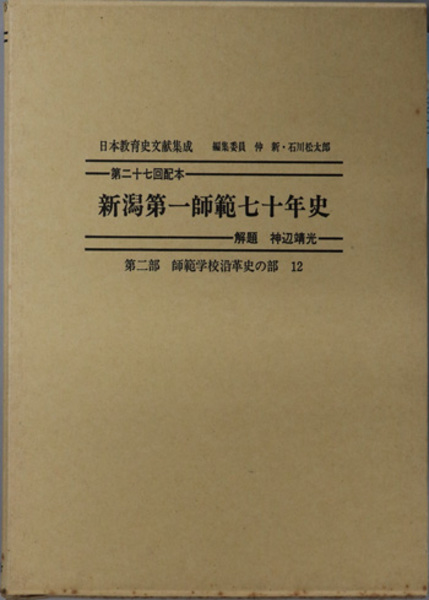 日本教育史文献集成 編集委員 仲 新・石川松太郎
第二十七回配本
新潟第一師範七十年史
解題 神辺靖光
第二部 師範学校沿革史の部 12